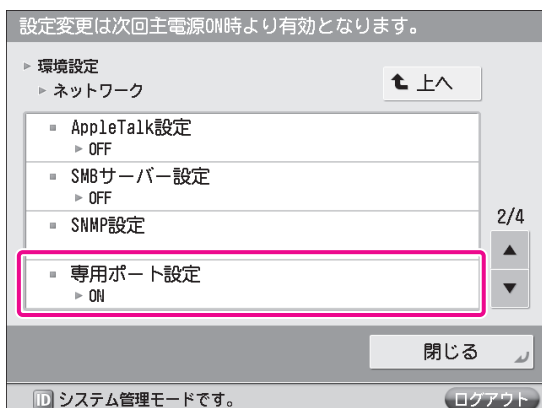 設定変更は次回主電源ON時より有効となります。
環境設定
ネットワーク
上へ
AppleTalk設定
OFF
SMBサーバー設定
OFF
SNMP設定
2/4
専用ポート設定
ON
閉じる
ID システム管理モードです。
ログアウト